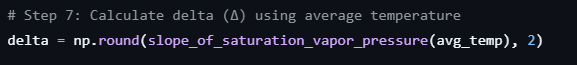 # Step 7: Calculate delta (Δ) using average temperature
delta = np.round(slope_of_saturation_vapor_pressure(avg_temp), 2)